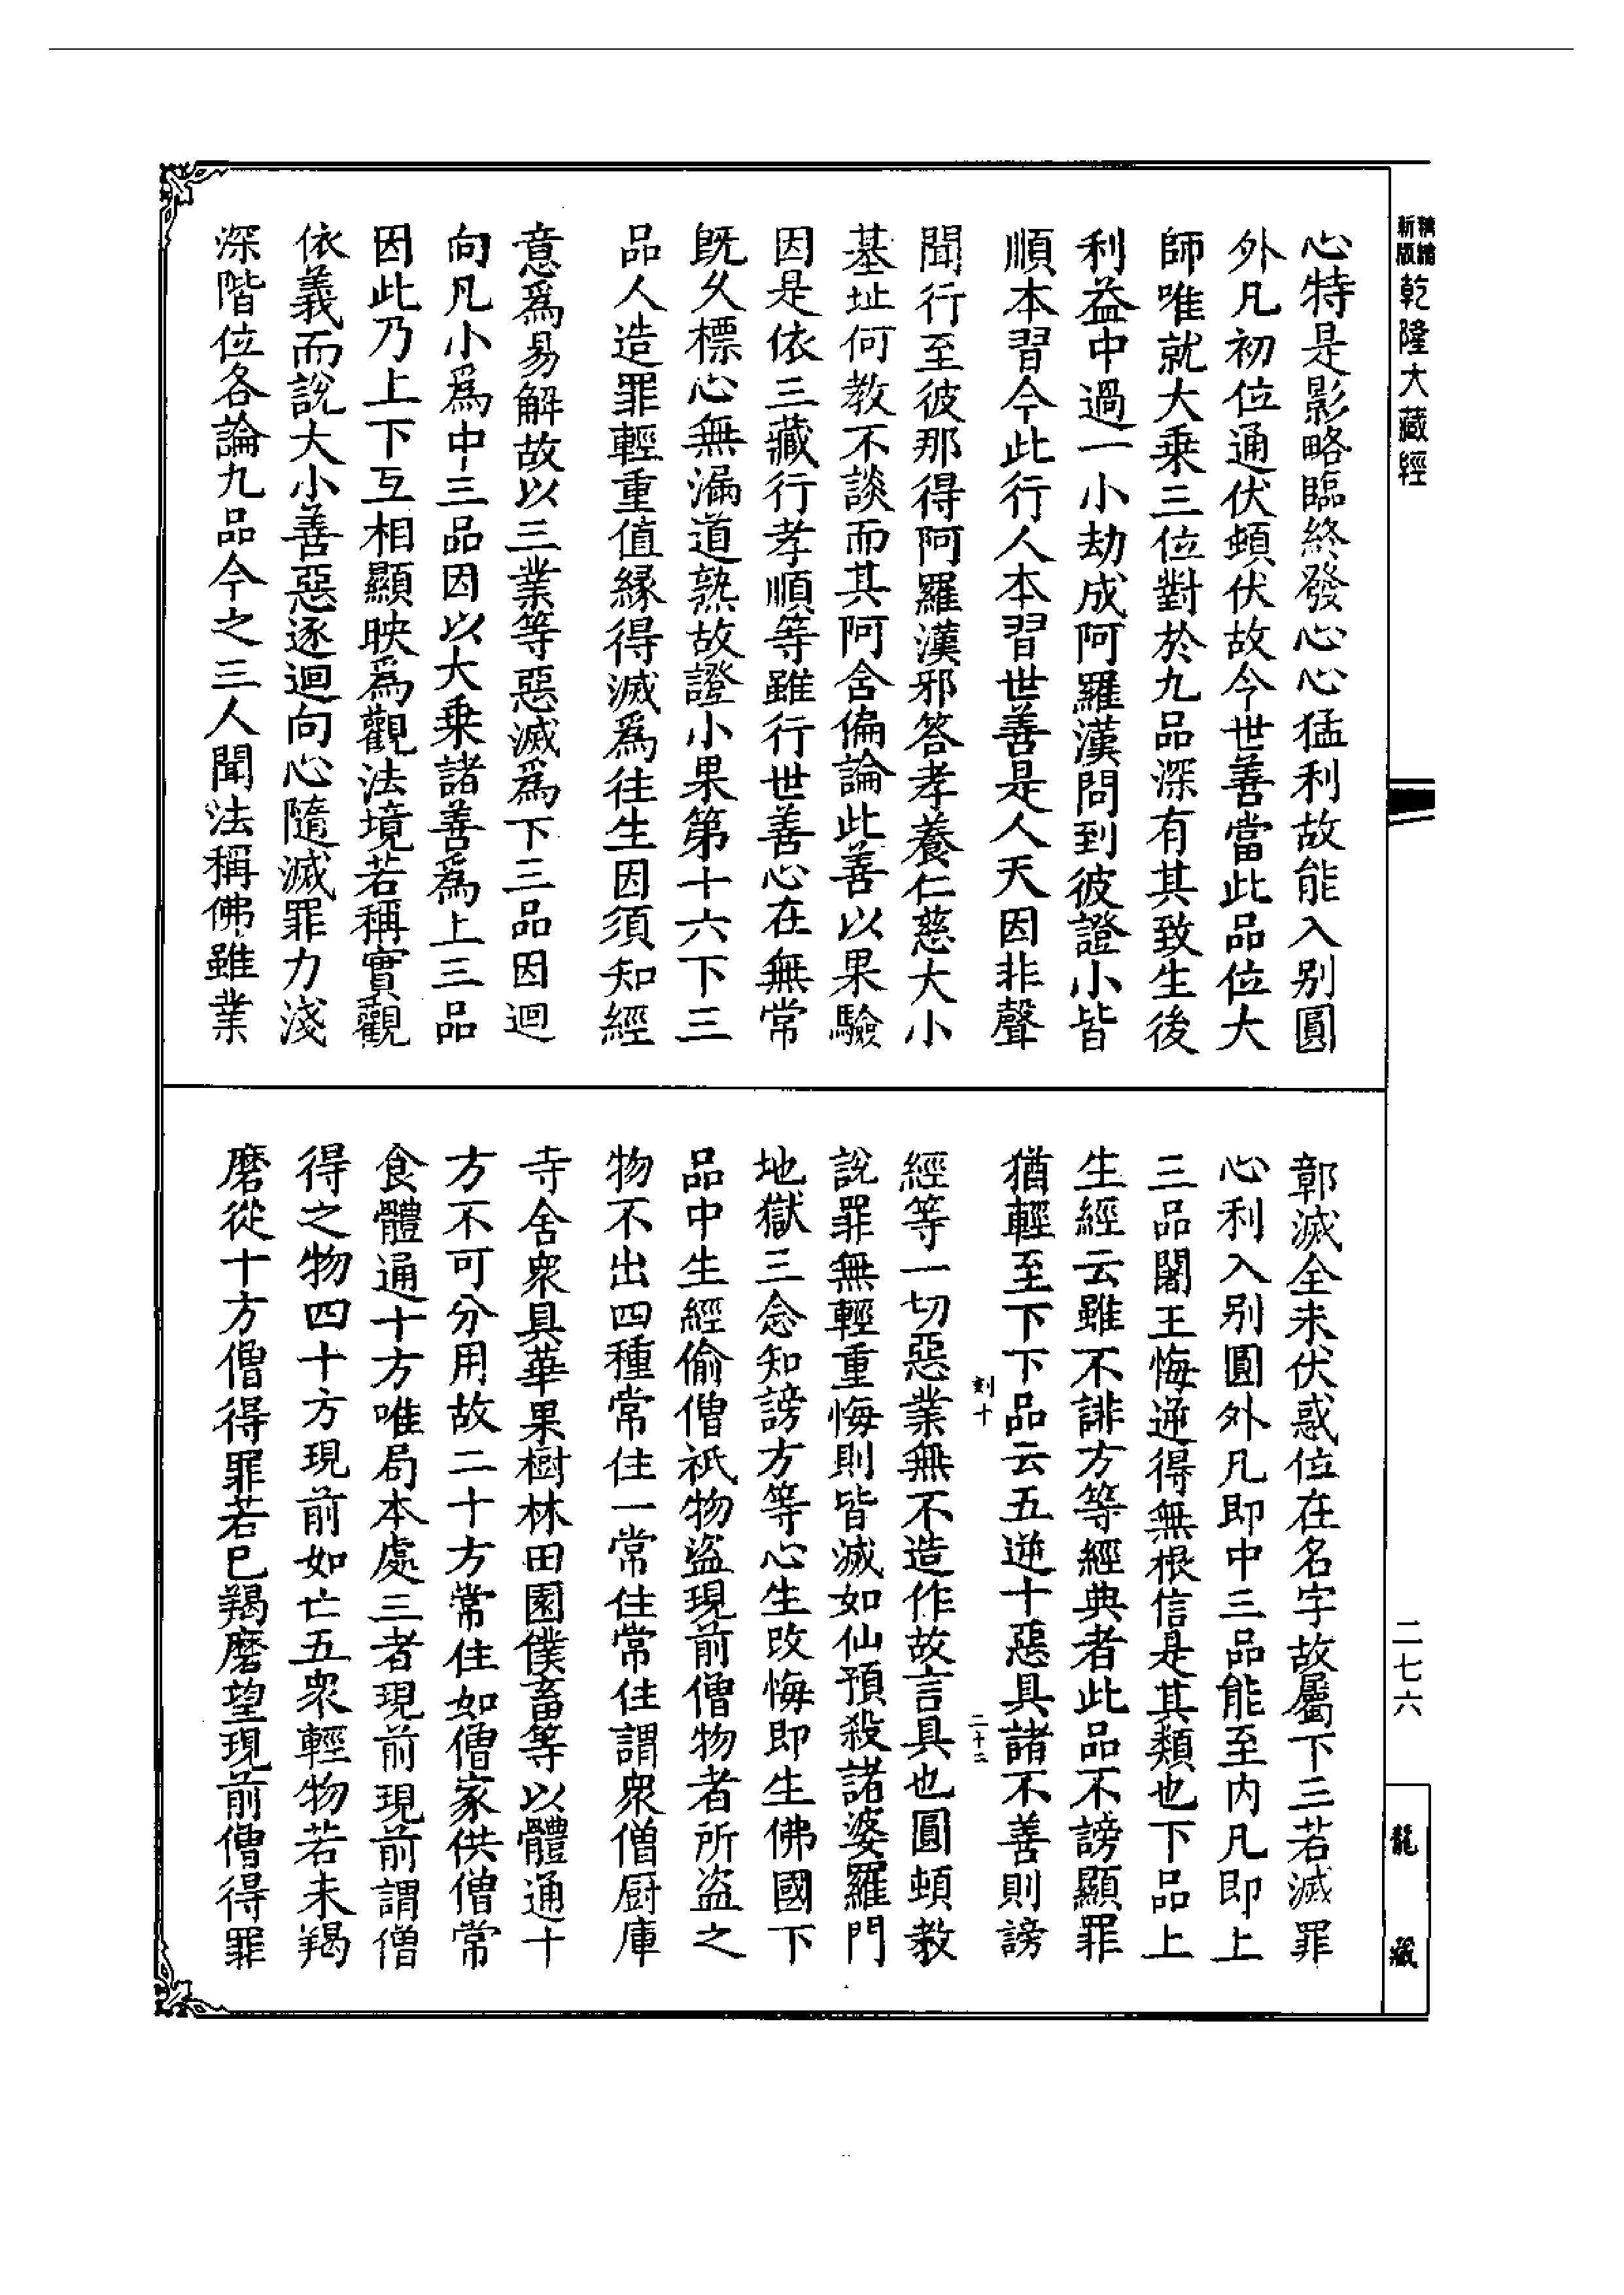 新版
精繪
乾隆大藏經
心特是影略臨終發心心猛利故能入别圓
外凡初位通伏頓伏故今世善當此品位大
師唯就大乗三位對於九品深有其致生後
利益中過一小劫成阿羅漢問到彼證小皆
順本習今此行人本習世善是人天因非聲
聞行至彼那得阿羅漢邪答孝養仁慈大小
基址何教不談而其阿含偏論此善以果驗
因是依三藏行孝順等雖行世善心在無常
既乆標心無漏道熟故證小果第十六下三
品人造罪輕重值縁得滅爲往生因須知經
意爲易解故以三業等惡滅爲下三品因迴
向凡小爲中三品因以大乗諸善爲上三品
因此乃上下互相顯映爲觀法境若稱實觀
依義而說大小善惡逐迴向心隨滅罪力淺
深階位各論九品今之三人聞法稱佛雖業
鄣滅全未伏惑位在名字故屬下三若滅罪
心利入别圓外凡即中三品能至内凡即上
三品闍王悔逆得無根信是其類也下品上
生經云雖不誹方等經典者此品不謗顯罪
猶輕至下下品云五逆十惡具諸不善則謗
刻十
二十二
經等一切惡業無不造作故言具也圓頓教
說罪無輕重悔則皆滅如仙預殺諸婆羅門
地獄三念知謗方等心生改悔即生佛國下
品中生經偷僧祇物盜現前僧物者所盜之
物不出四種常住一常住常住謂衆僧厨庫
寺舍衆具華果樹林田園僕畜等以體通十
方不可分用故二十方常住如僧家供僧常
食體通十方唯局本處三者現前現前謂僧
得之物四十方現前如亡五衆輕物若未羯
磨從十方僧得罪若已羯磨望現前僧得罪
二七六
龍藏